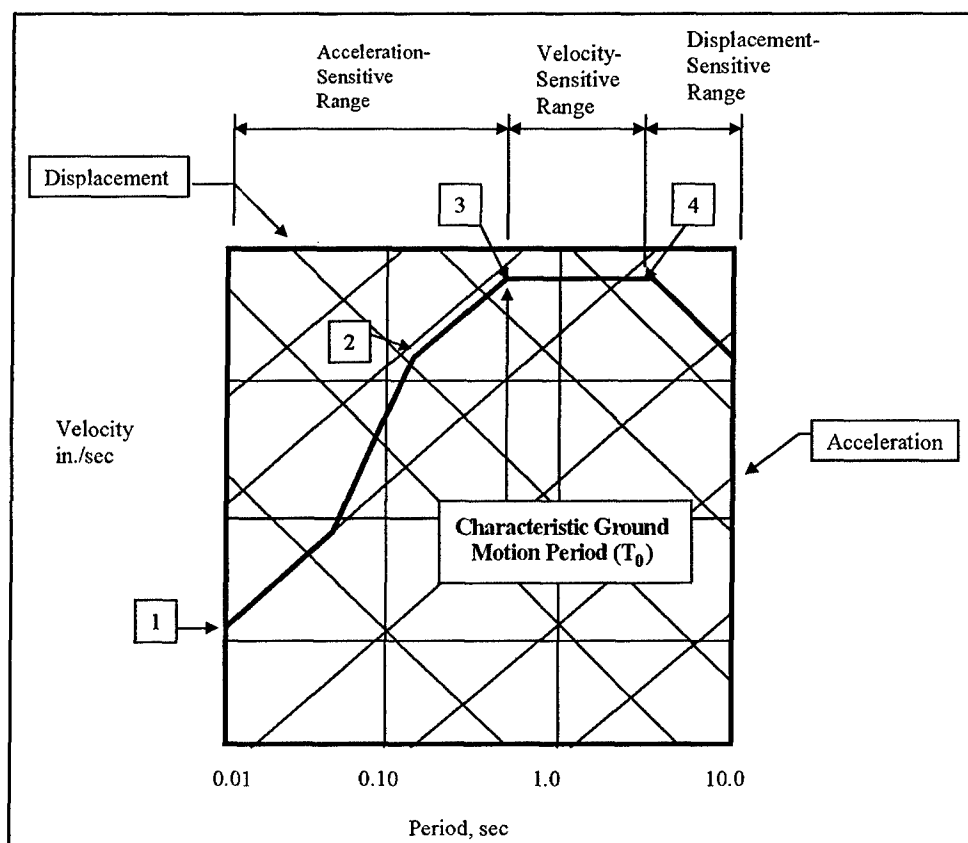 Acceleration-
Sensitive
Range
Velocity-
Sensitive
Range
Displacement-
Sensitive
Range
Displacement
3
4
2
Velocity
in./sec
Acceleration
Characteristic Ground
Motion Period (T₀)
1
0.01 0.10 1.0 10.0
Period, sec